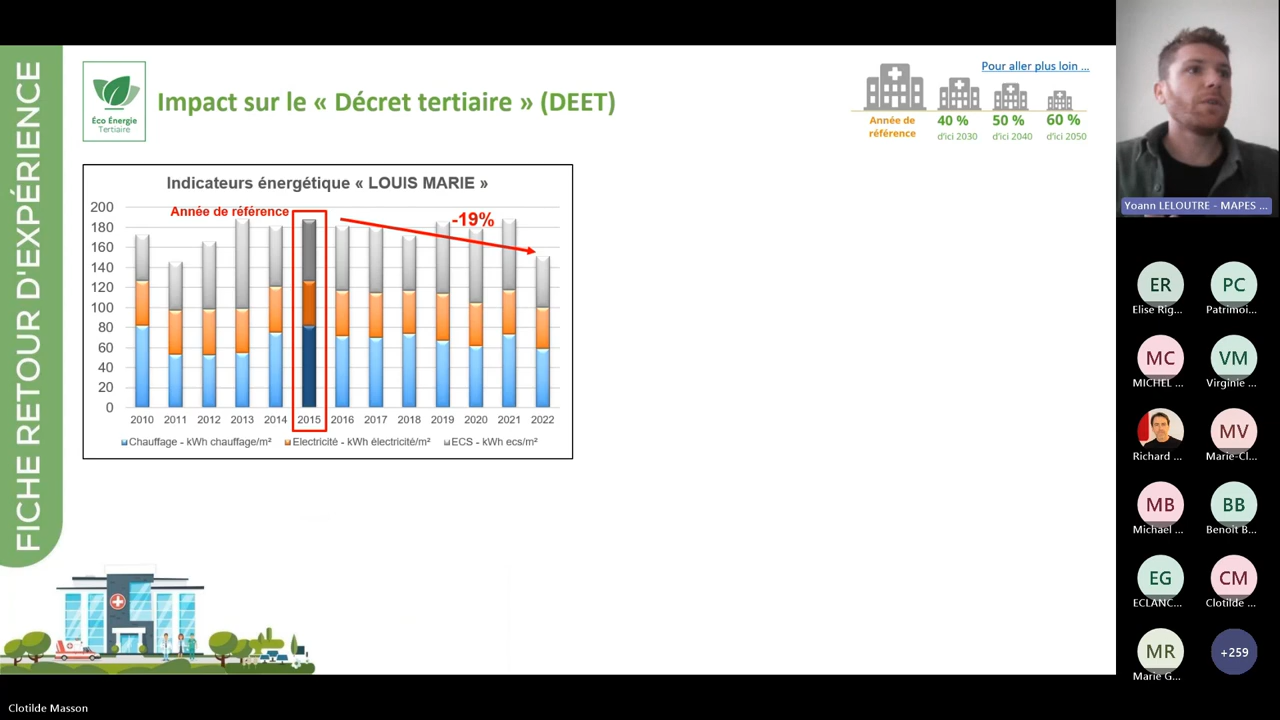 FICHE RETOUR D'EXPÉRIENCE
Éco Énergie
Tertiaire
Impact sur le « Décret tertiaire » (DEET)
Pour aller plus loin ...
Année de
référence
40 %
d'ici 2030
50 %
d'ici 2040
60 %
d'ici 2050
Indicateurs énergétique « LOUIS MARIE »
Année de référence
-19%
200
180
160
140
120
100
80
60
40
20
0
2010 2011 2012 2013 2014 2015 2016 2017 2018 2019 2020 2021 2022
Chauffage - kWh chauffage/m² Electricité - kWh électricité/m² ECS - kWh ecs/m²
Yoann LELOUTRE - MAPES ...
ER PC
Elise Rig... Patrimoi...
MC VM
MICHEL ... Virginie ...
MV
Richard ... Marie-Cl...
MB BB
Michael ... Benoit B...
EG CM
ECLANC... Clotilde ...
MR +259
Marie G...
Clotilde Masson